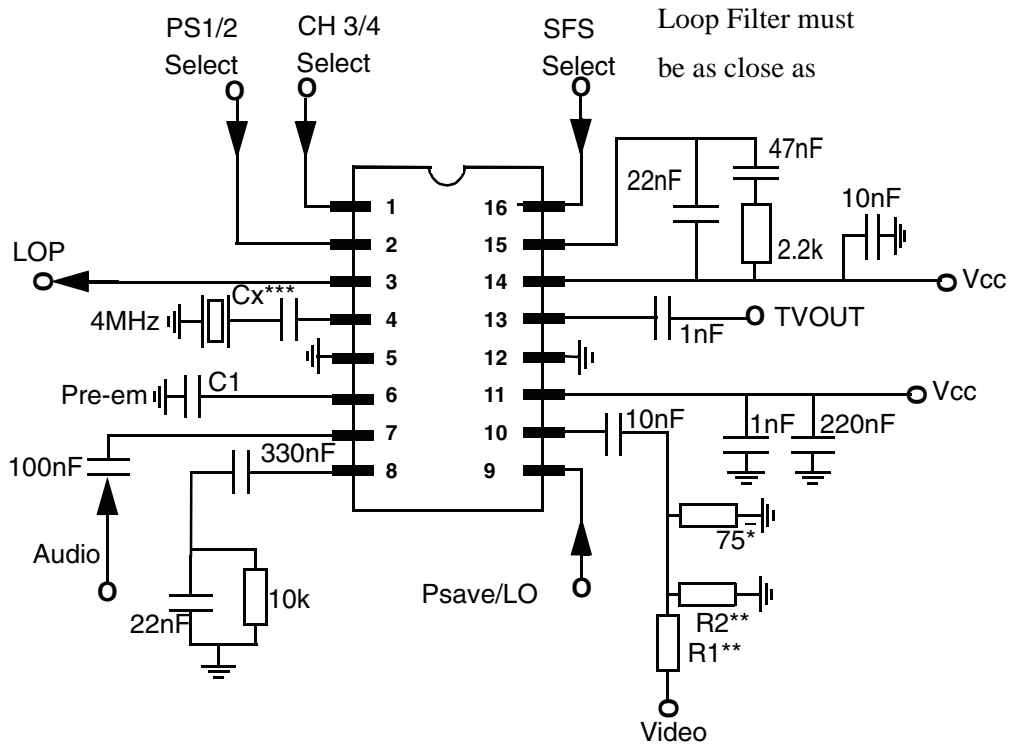 PS1/2
Select
CH 3/4
Select
SFS
Select
Loop Filter must
be as close as
47nF
22nF
10nF
2.2k
1
16
2
15
LOP
3
14
Vcc
Cx***
4MHz
4
13
1nF
TVOUT
5
12
Pre-em
C1
6
11
Vcc
10nF
1nF
220nF
7
10
100nF
330nF
8
9
75*
Audio
Psave/LO
10k
22nF
R2**
R1**
Video